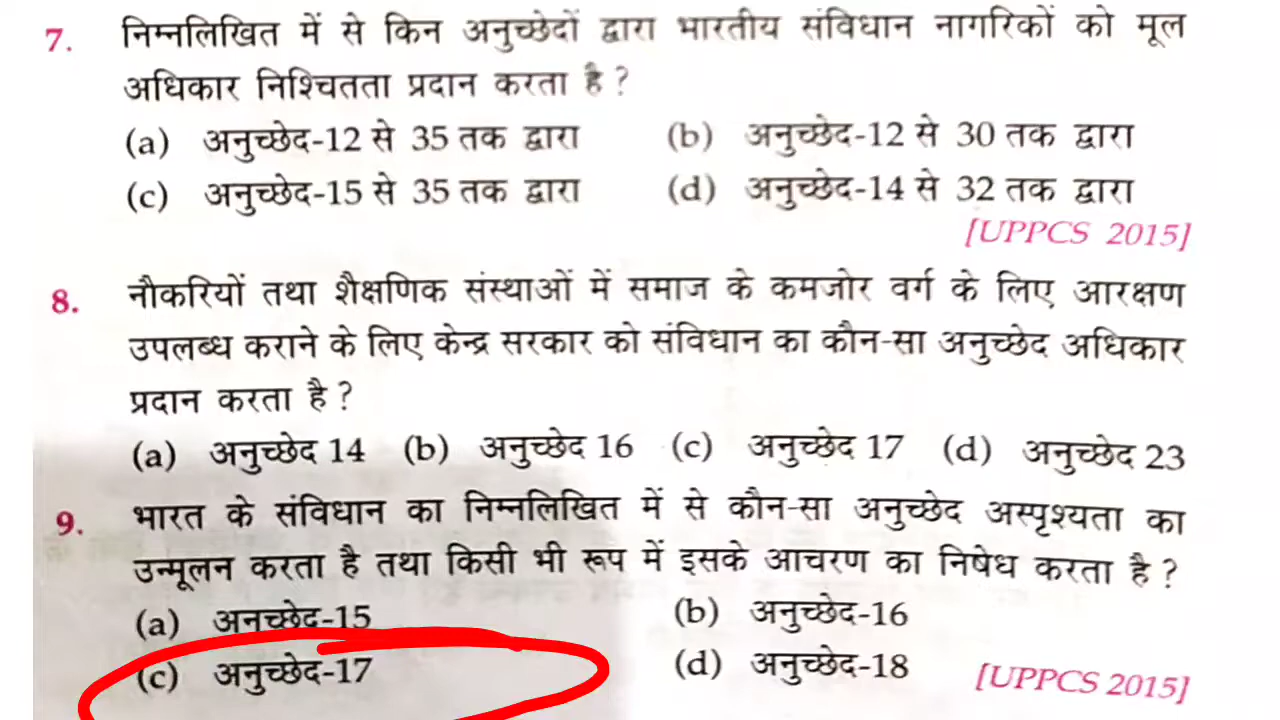 7. निम्नलिखित में से किन अनुच्छेदों द्वारा भारतीय संविधान नागरिकों को मूल
अधिकार निश्चितता प्रदान करता है ?
(a) अनुच्छेद-12 से 35 तक द्वारा (b) अनुच्छेद-12 से 30 तक द्वारा
(c) अनुच्छेद-15 से 35 तक द्वारा (d) अनुच्छेद-14 से 32 तक द्वारा
[UPPCS 2015]
8. नौकरियों तथा शैक्षणिक संस्थाओं में समाज के कमजोर वर्ग के लिए आरक्षण
उपलब्ध कराने के लिए केन्द्र सरकार को संविधान का कौन-सा अनुच्छेद अधिकार
प्रदान करता है ?
(a) अनुच्छेद 14 (b) अनुच्छेद 16 (c) अनुच्छेद 17 (d) अनुच्छेद 23
9. भारत के संविधान का निम्नलिखित में से कौन-सा अनुच्छेद अस्पृश्यता का
उन्मूलन करता है तथा किसी भी रूप में इसके आचरण का निषेध करता है ?
(a) अनुच्छेद-15 (b) अनुच्छेद-16
(c) अनुच्छेद-17 (d) अनुच्छेद-18 [UPPCS 2015]